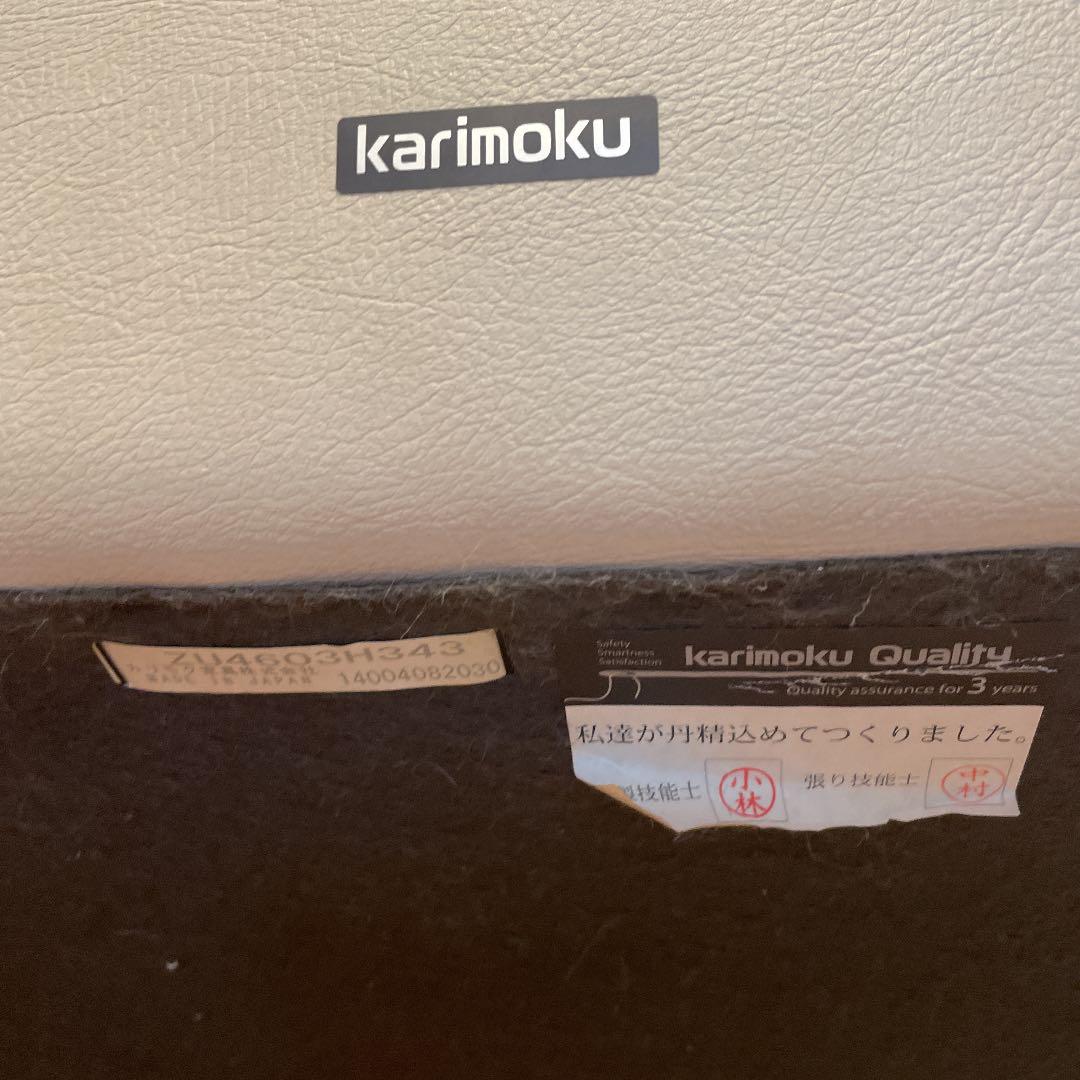 karimoku
ZU4603H343
MADE IN JAPAN 14004082030
Safety
Smartness
Satisfaction
karimoku Quality
Quality assurance for 3 years
私達が丹精込めてつくりました。
技能士 小林 張り技能士 中村